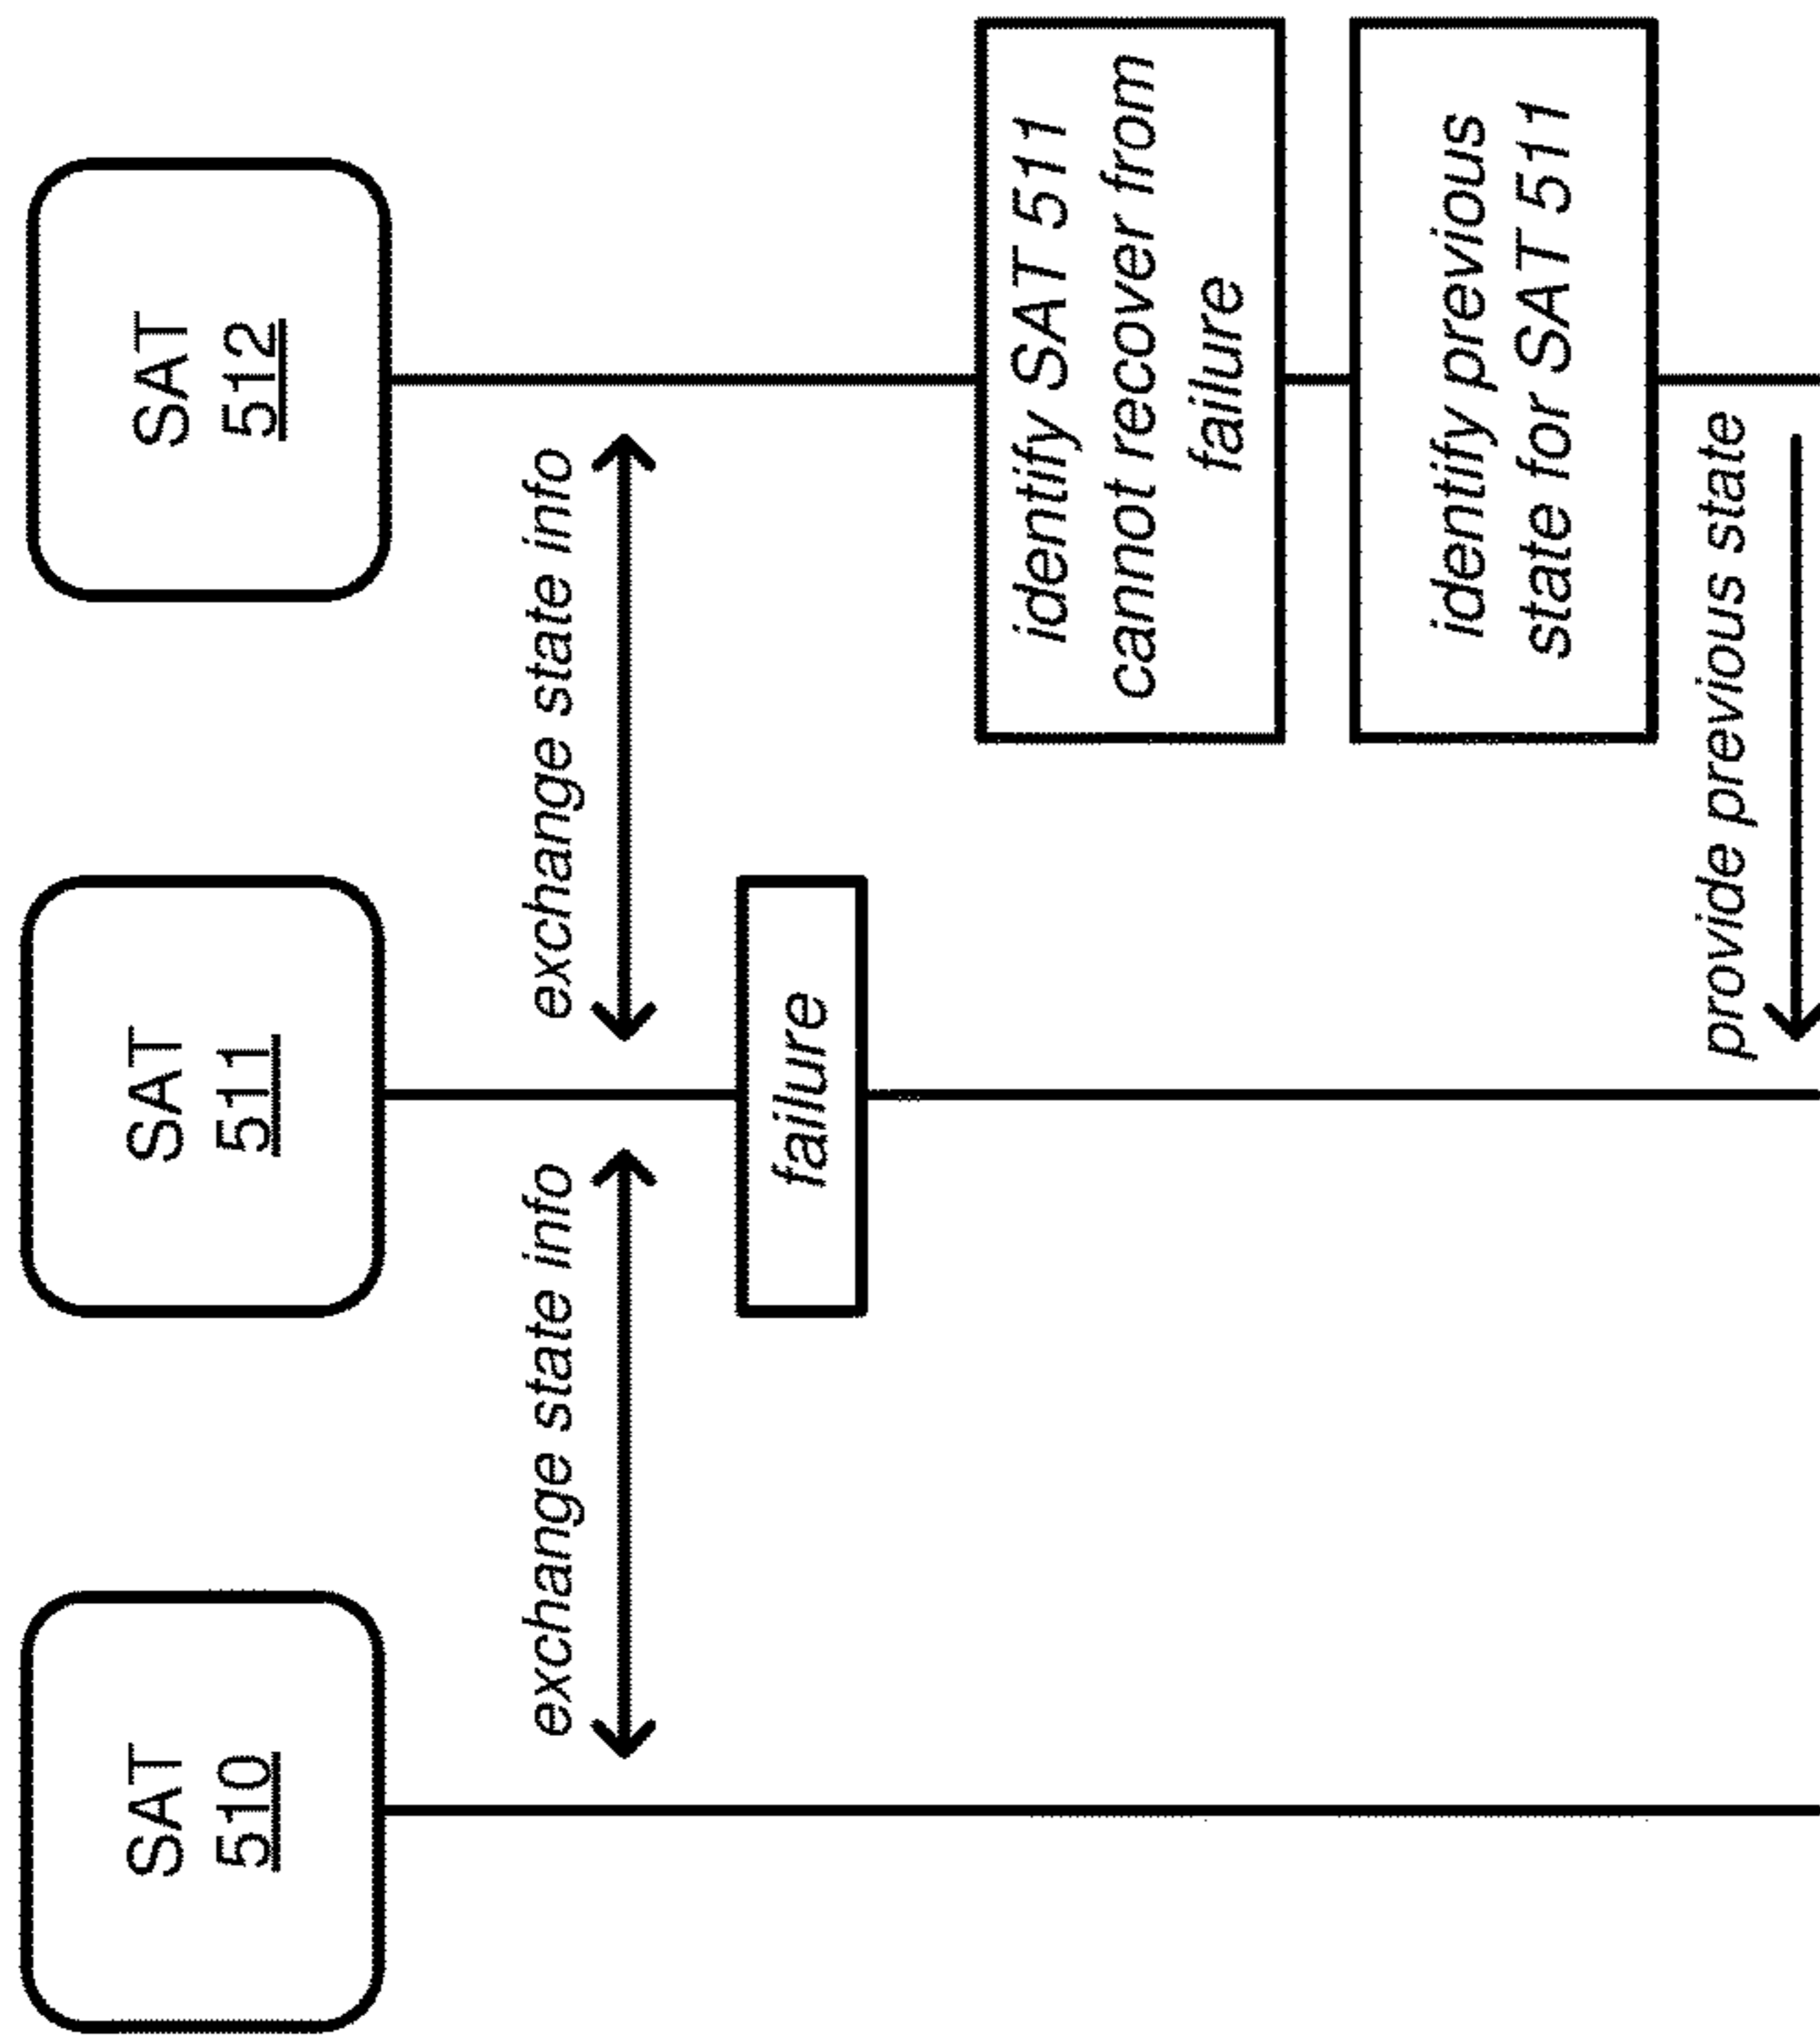 SAT
510
SAT
511
SAT
512
exchange state info
exchange state info
failure
identify SAT 511
cannot recover from
failure
identify previous
state for SAT 511
provide previous state